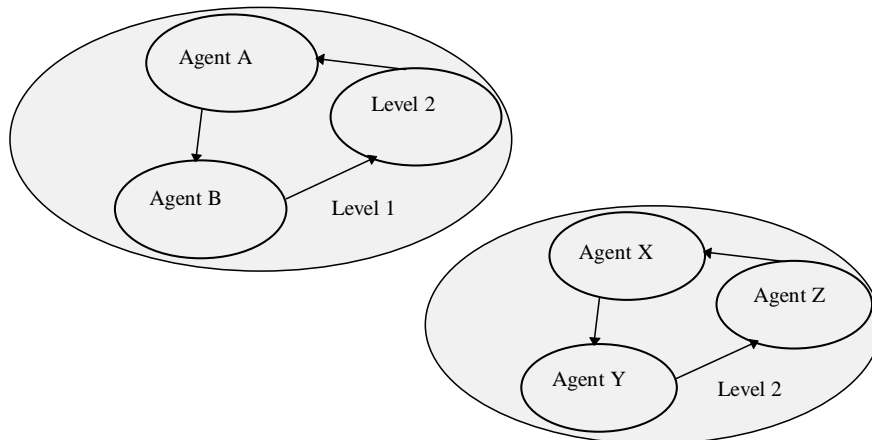 Agent A
Level 2
Agent B
Level 1
Agent X
Agent Z
Agent Y
Level 2